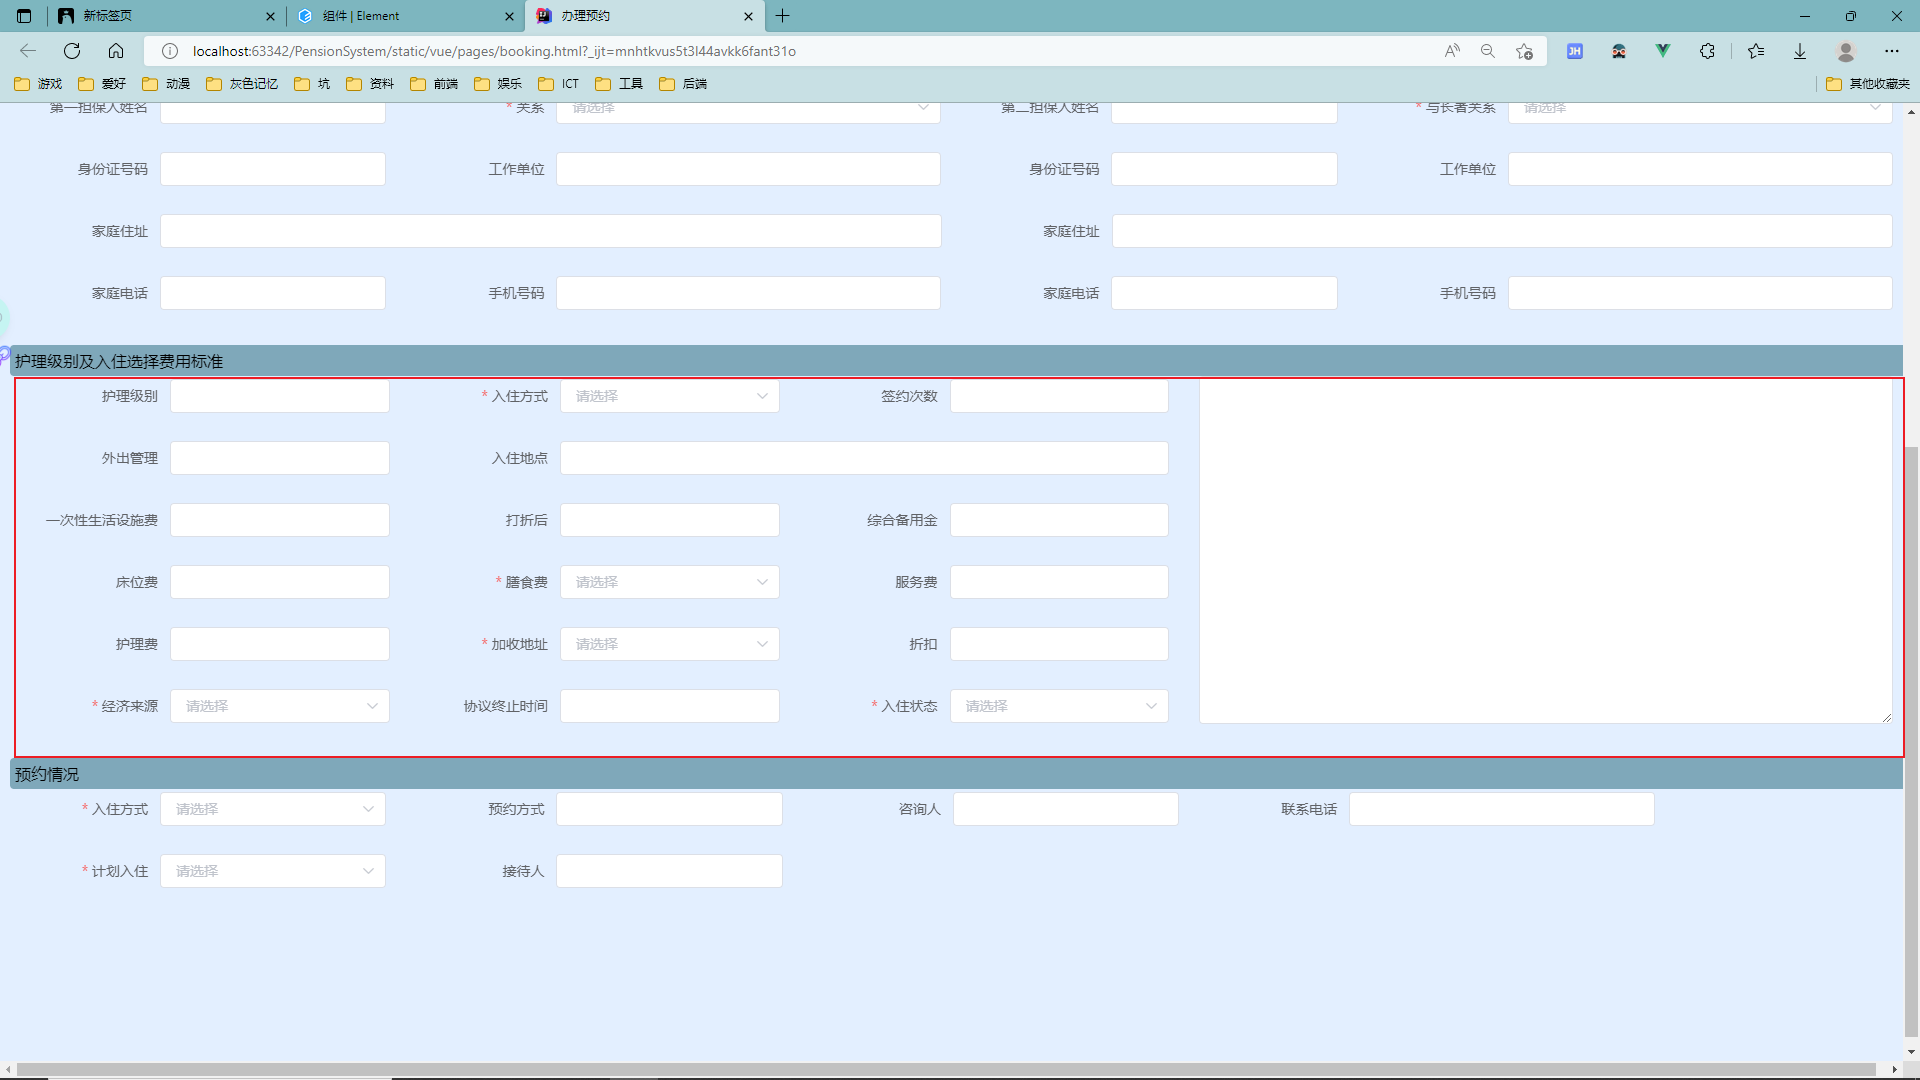 新标签页
组件 | Element
办理预约
localhost:63342/PensionSystem/static/vue/pages/booking.html?_ijt=mnhtkvus5t3l44avkk6fant31o
JH
游戏 爱好 动漫 灰色记忆 坑 资料 前端 娱乐 ICT 工具 后端 其他收藏夹
第一担保人姓名 * 关系 请选择 第二担保人姓名 * 与长者关系 请选择
身份证号码 工作单位 身份证号码 工作单位
家庭住址 家庭住址
家庭电话 手机号码 家庭电话 手机号码
护理级别及入住选择费用标准
护理级别 * 入住方式 请选择 签约次数
外出管理 入住地点
一次性生活设施费 打折后 综合备用金
床位费 * 膳食费 请选择 服务费
护理费 * 加收地址 请选择 折扣
* 经济来源 请选择 协议终止时间 * 入住状态 请选择
预约情况
* 入住方式 请选择 预约方式 咨询人 联系电话
* 计划入住 请选择 接待人